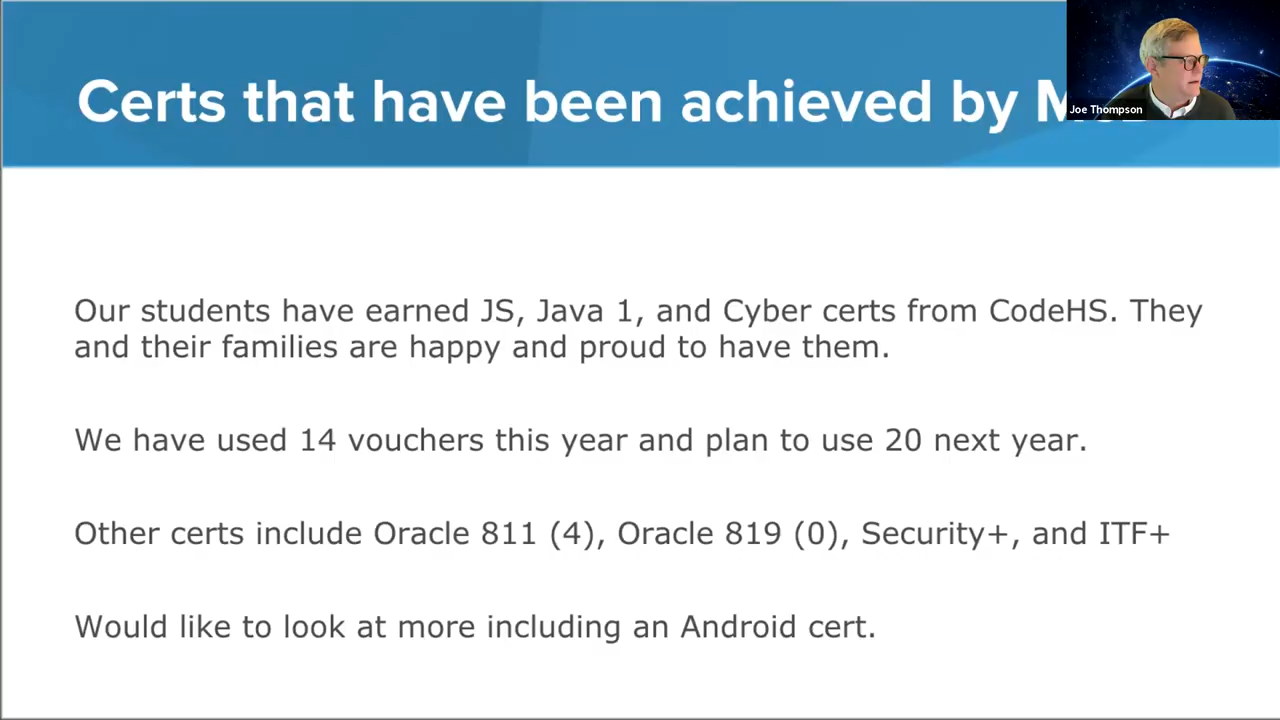 Certs that have been achieved by
Joe Thompson
Our students have earned JS, Java 1, and Cyber certs from CodeHS. They
and their families are happy and proud to have them.
We have used 14 vouchers this year and plan to use 20 next year.
Other certs include Oracle 811 (4), Oracle 819 (0), Security+, and ITF+
Would like to look at more including an Android cert.